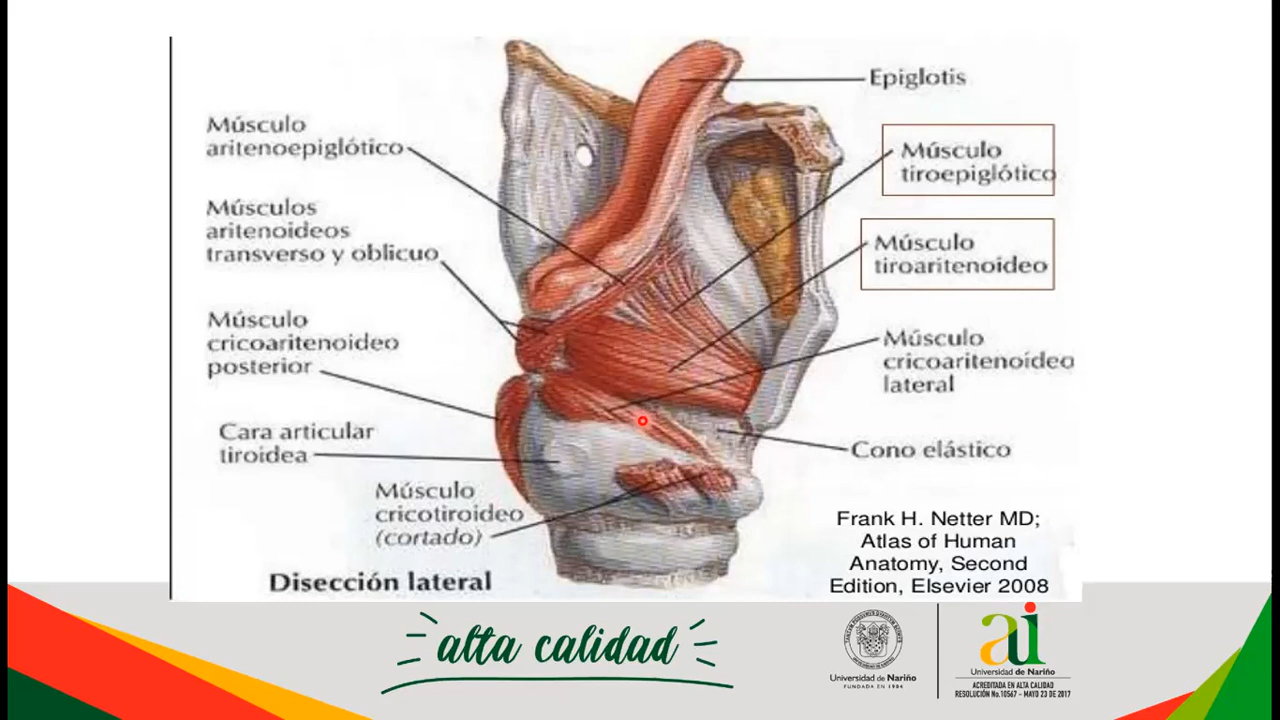 Epiglotis
Músculo
aritenoepiglótico
Músculo
tiroepiglótico
Músculos
aritenoideos
transverso y oblicuo
Músculo
tiroaritenoideo
Músculo
cricoaritenoideo
posterior
Músculo
cricoaritenoideo
lateral
Cara articular
tiroidea
Cono elástico
Músculo
cricotiroideo
(cortado)
Disección lateral
Frank H. Netter MD;
Atlas of Human
Anatomy, Second
Edition, Elsevier 2008
alta calidad
Universidad de Nariño
FUNDADA EN 1904
ai
Universidad de Nariño
ACREDITADA EN ALTA CALIDAD
RESOLUCIÓN No.10567 - MAYO 23 DE 2017